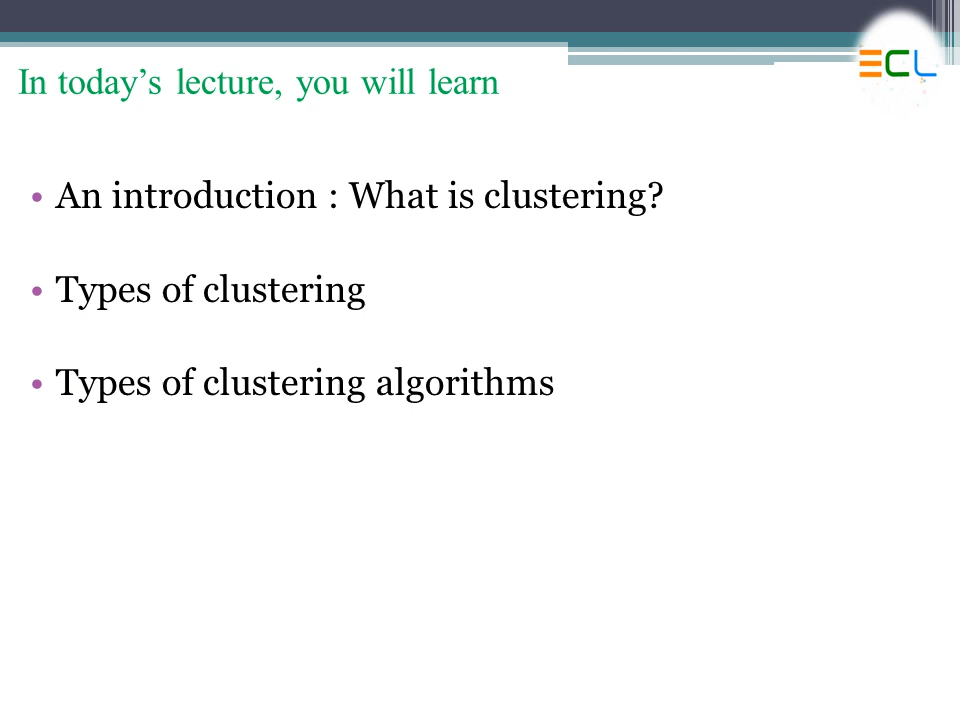 ECL
In today’s lecture, you will learn
• An introduction : What is clustering?
• Types of clustering
• Types of clustering algorithms